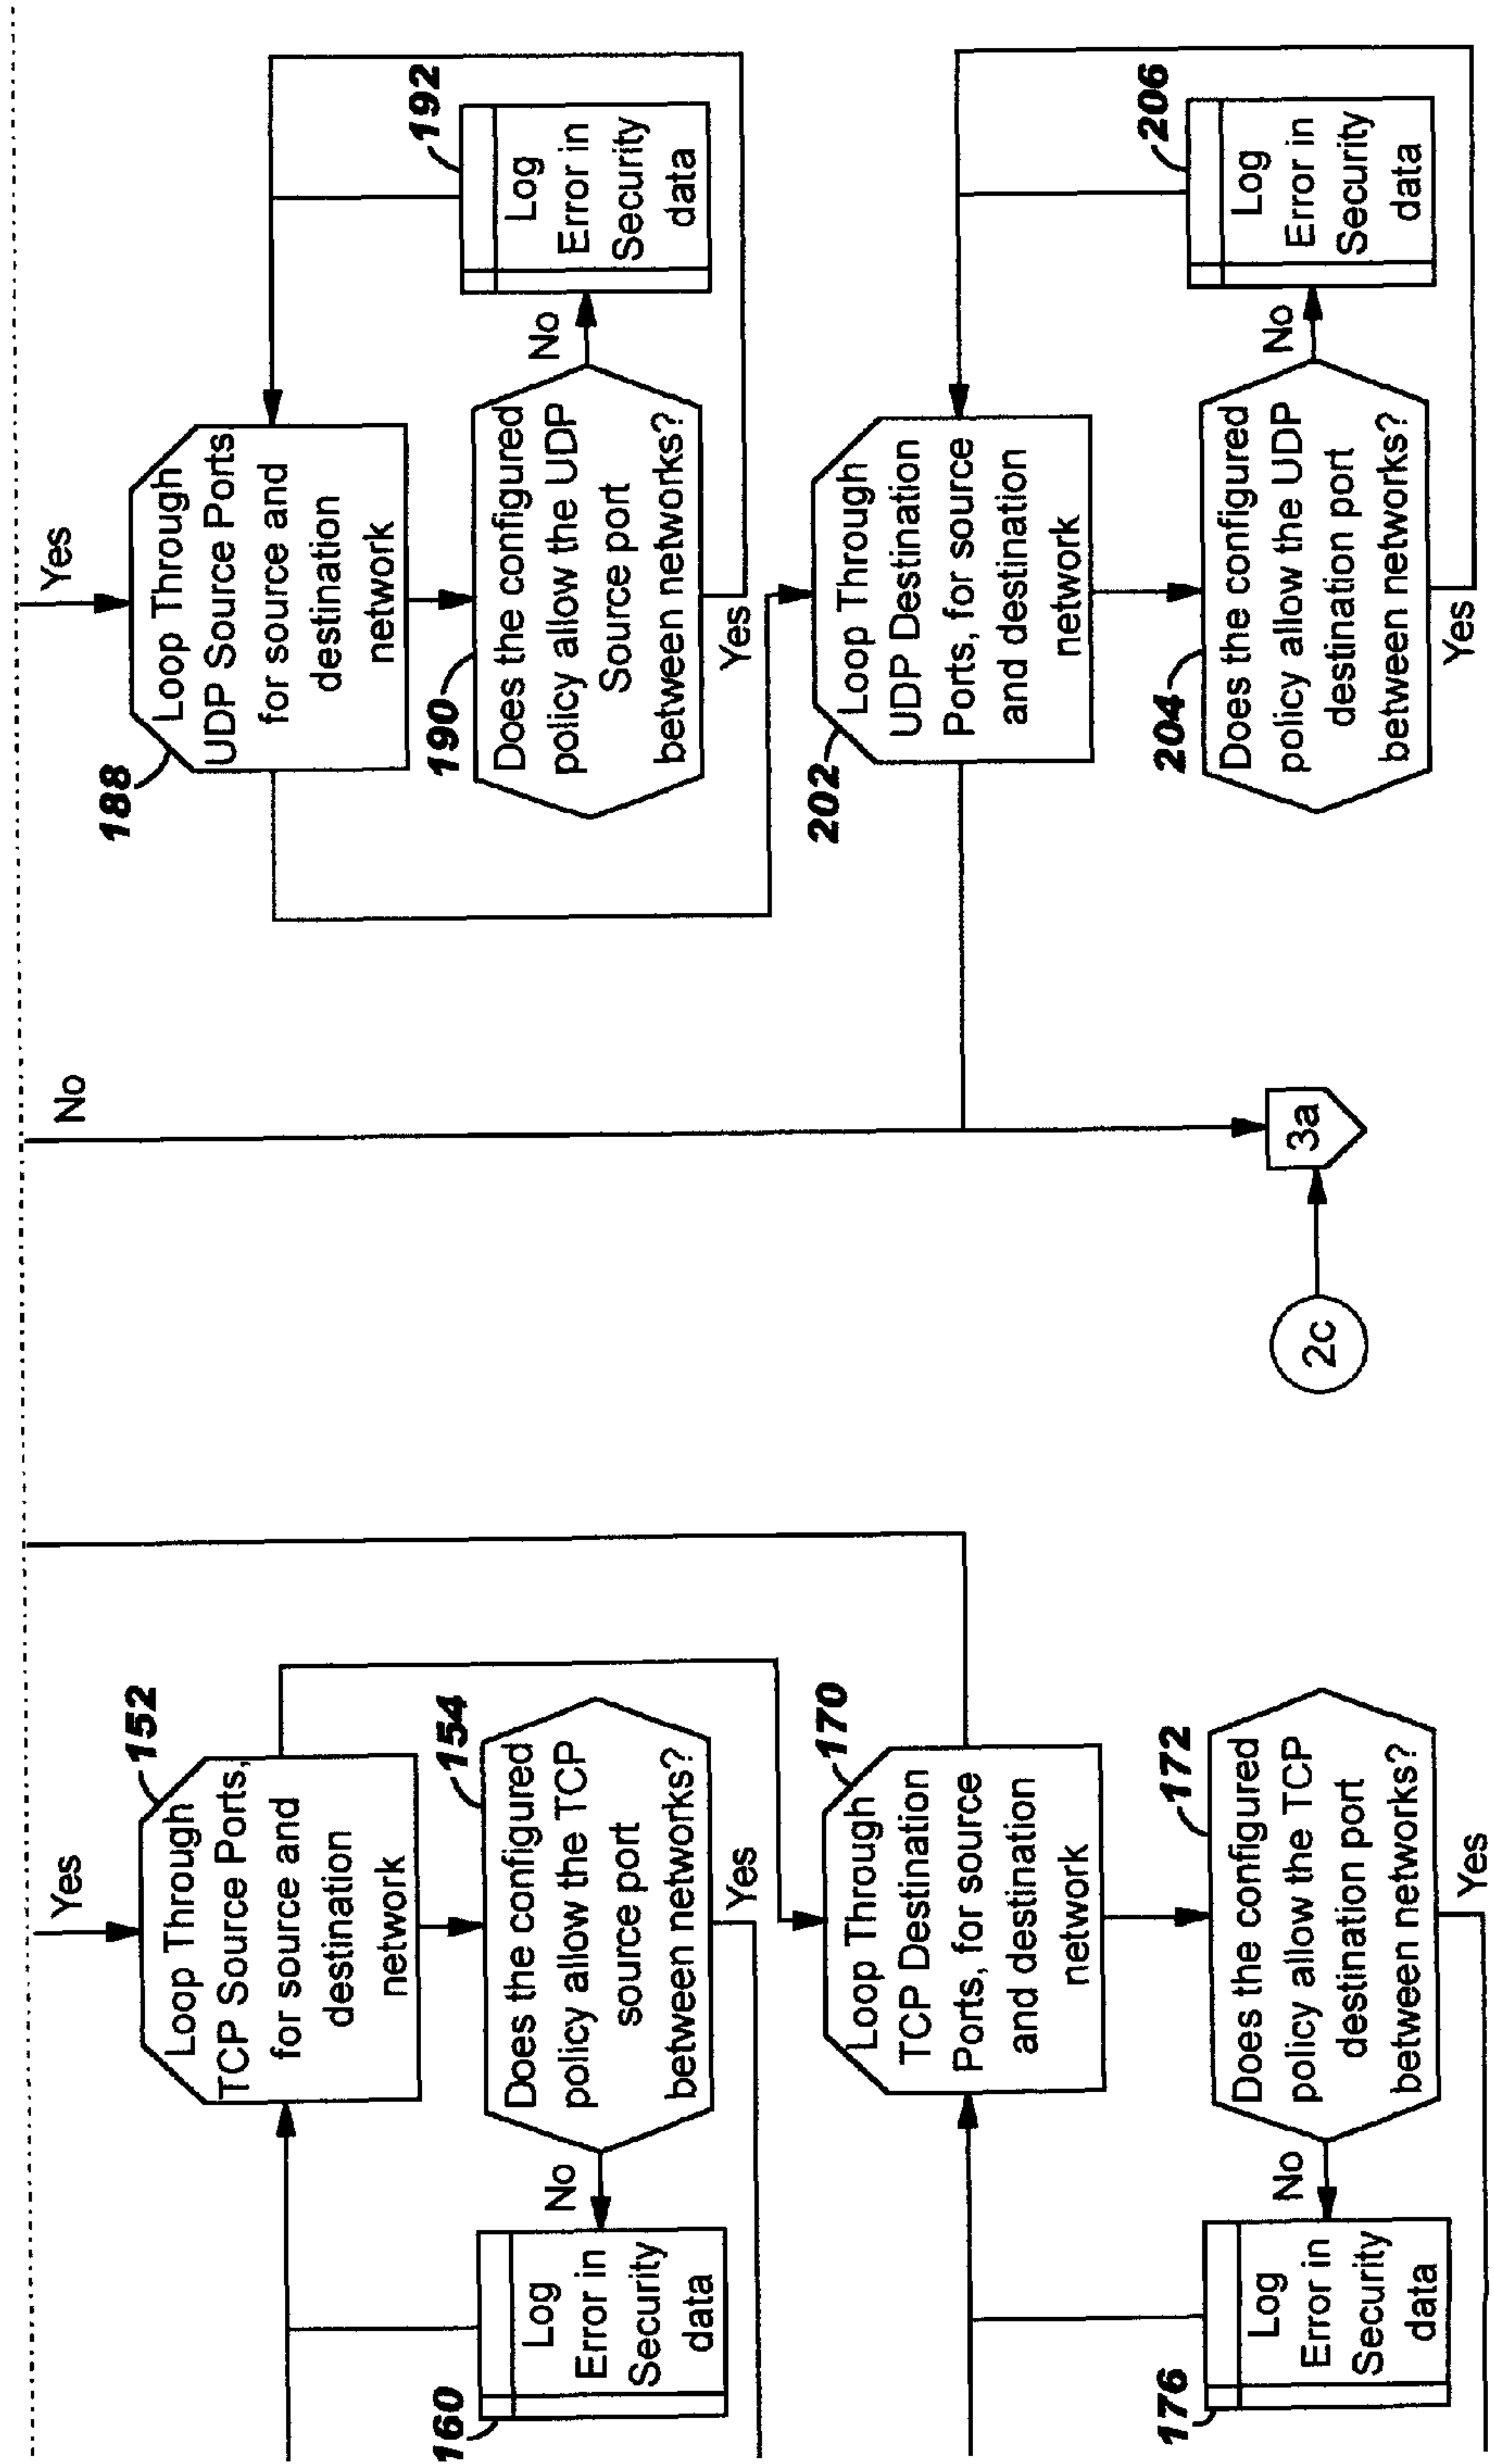 Yes
152
Loop Through
TCP Source Ports,
for source and
destination
network
154
Does the configured
policy allow the TCP
source port
between networks?
No
Yes
160
Log
Error in
Security
data
170
Loop Through
TCP Destination
Ports, for source
and destination
network
172
Does the configured
policy allow the TCP
destination port
between networks?
No
Yes
176
Log
Error in
Security
data
No
2c
3a
Yes
188
Loop Through
UDP Source Ports
for source and
destination
network
190
Does the configured
policy allow the UDP
Source port
between networks?
No
Yes
192
Log
Error in
Security
data
202
Loop Through
UDP Destination
Ports, for source
and destination
network
204
Does the configured
policy allow the UDP
destination port
between networks?
No
Yes
206
Log
Error in
Security
data